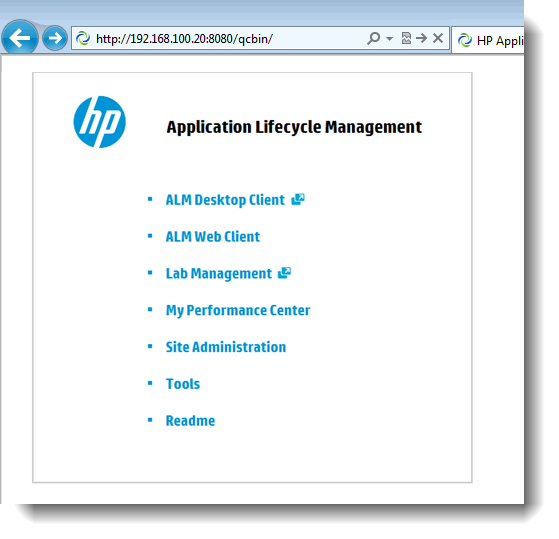 http://192.168.100.20:8080/qcbin/
HP Appli
hp
Application Lifecycle Management
ALM Desktop Client
ALM Web Client
Lab Management
My Performance Center
Site Administration
Tools
Readme